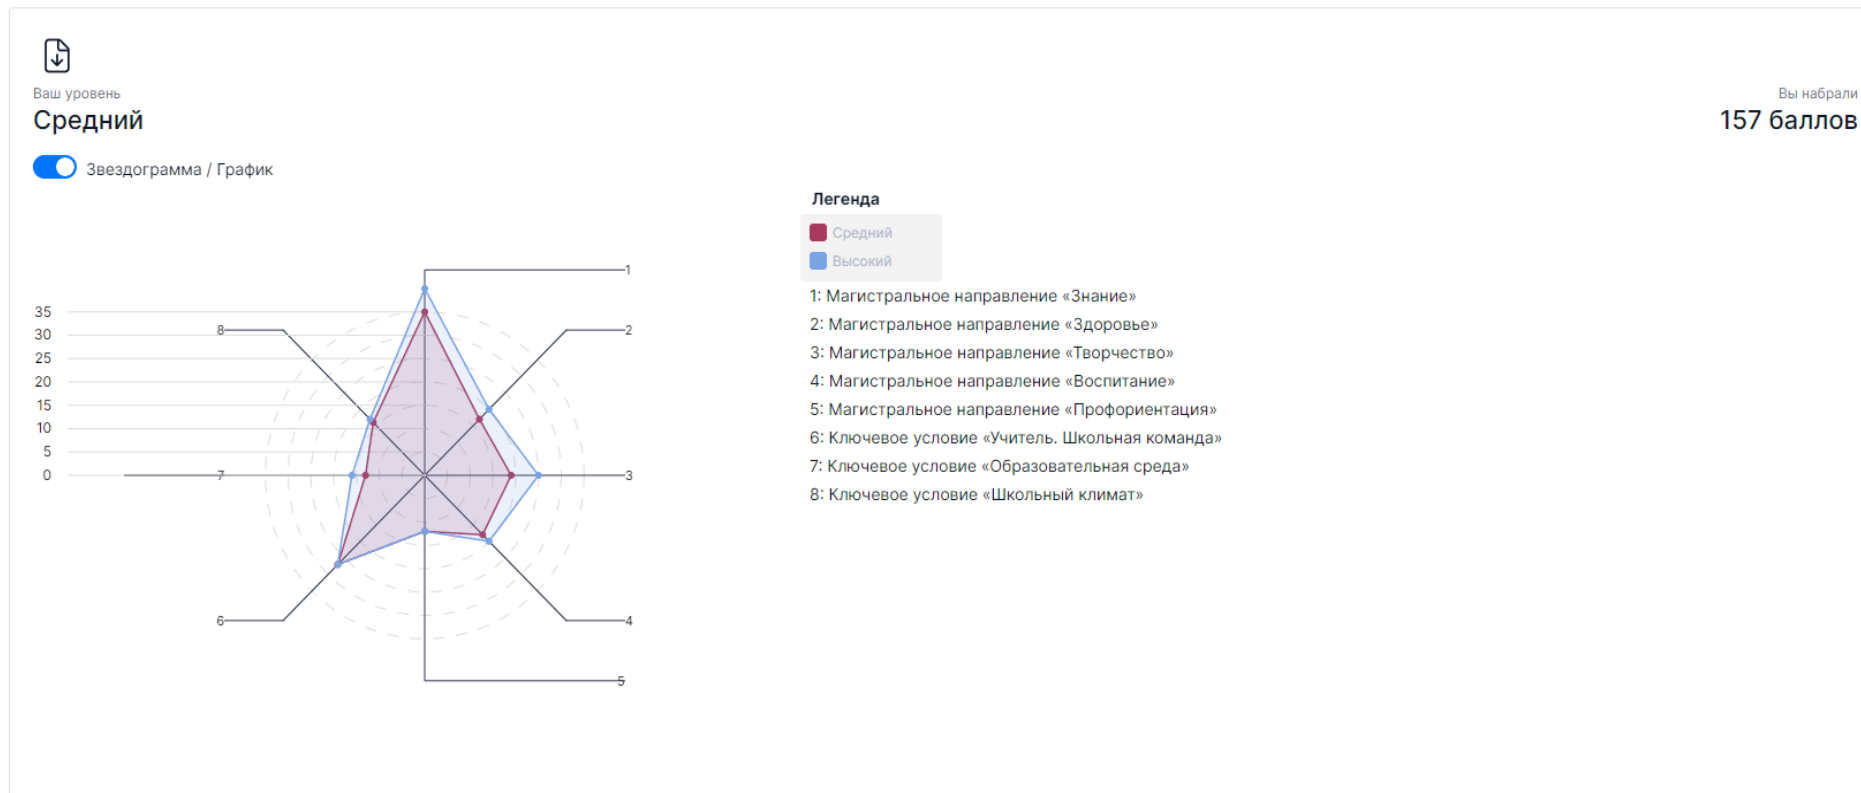 Ваш уровень
Средний
Вы набрали
157 баллов
Звездограмма / График
35
30
25
20
15
10
5
0
1
2
3
4
5
6
7
8
Легенда
Средний
Высокий
1: Магистральное направление «Знание»
2: Магистральное направление «Здоровье»
3: Магистральное направление «Творчество»
4: Магистральное направление «Воспитание»
5: Магистральное направление «Профориентация»
6: Ключевое условие «Учитель. Школьная команда»
7: Ключевое условие «Образовательная среда»
8: Ключевое условие «Школьный климат»